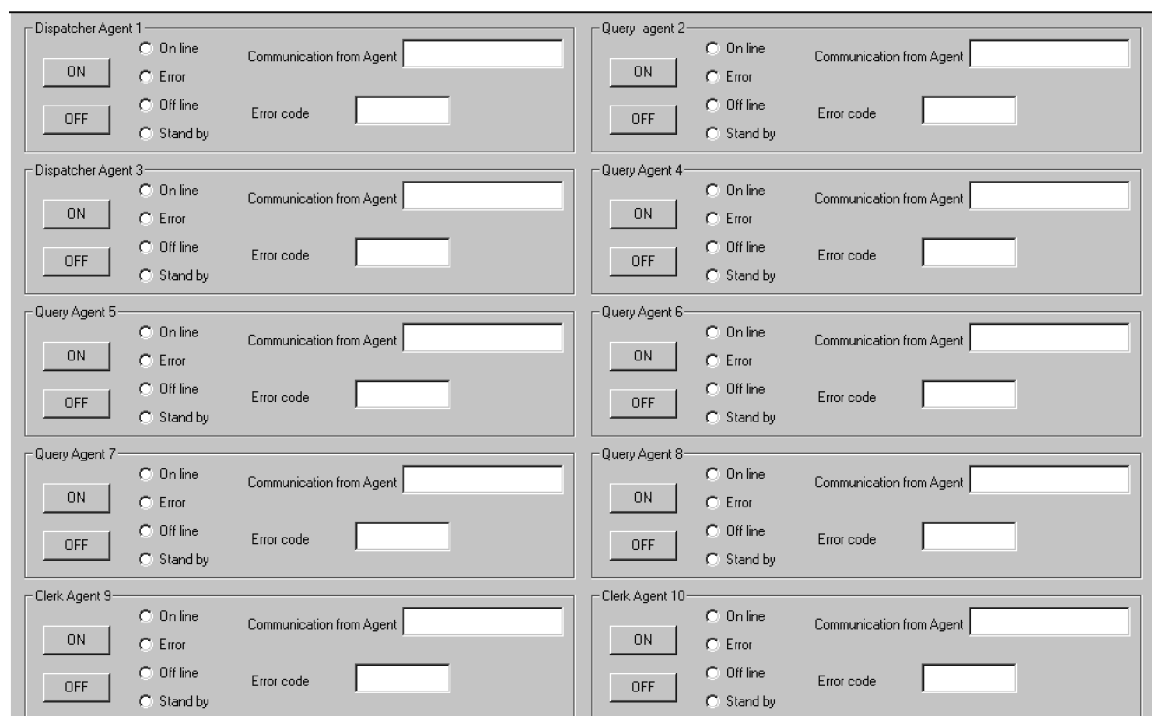 Dispatcher Agent 1
On line
Communication from Agent
ON
Error
Off line
Error code
OFF
Stand by
Query agent 2
On line
Communication from Agent
ON
Error
Off line
Error code
OFF
Stand by
Dispatcher Agent 3
On line
Communication from Agent
ON
Error
Off line
Error code
OFF
Stand by
Query Agent 4
On line
Communication from Agent
ON
Error
Off line
Error code
OFF
Stand by
Query Agent 5
On line
Communication from Agent
ON
Error
Off line
Error code
OFF
Stand by
Query Agent 6
On line
Communication from Agent
ON
Error
Off line
Error code
OFF
Stand by
Query Agent 7
On line
Communication from Agent
ON
Error
Off line
Error code
OFF
Stand by
Query Agent 8
On line
Communication from Agent
ON
Error
Off line
Error code
OFF
Stand by
Clerk Agent 9
On line
Communication from Agent
ON
Error
Off line
Error code
OFF
Stand by
Clerk Agent 10
On line
Communication from Agent
ON
Error
Off line
Error code
OFF
Stand by